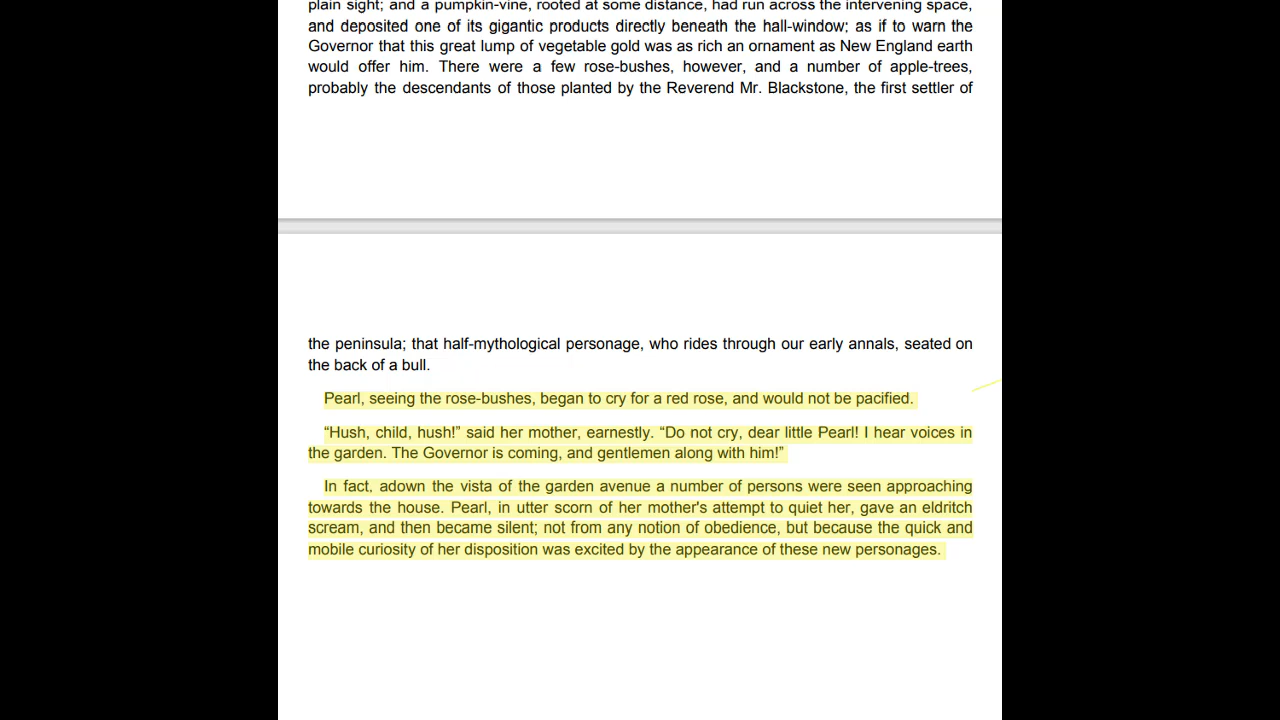 plain sight; and a pumpkin-vine, rooted at some distance, had run across the intervening space,
and deposited one of its gigantic products directly beneath the hall-window; as if to warn the
Governor that this great lump of vegetable gold was as rich an ornament as New England earth
would offer him. There were a few rose-bushes, however, and a number of apple-trees,
probably the descendants of those planted by the Reverend Mr. Blackstone, the first settler of
the peninsula; that half-mythological personage, who rides through our early annals, seated on
the back of a bull.
Pearl, seeing the rose-bushes, began to cry for a red rose, and would not be pacified.
“Hush, child, hush!” said her mother, earnestly. “Do not cry, dear little Pearl! I hear voices in
the garden. The Governor is coming, and gentlemen along with him!”
In fact, adown the vista of the garden avenue a number of persons were seen approaching
towards the house. Pearl, in utter scorn of her mother's attempt to quiet her, gave an eldritch
scream, and then became silent; not from any notion of obedience, but because the quick and
mobile curiosity of her disposition was excited by the appearance of these new personages.